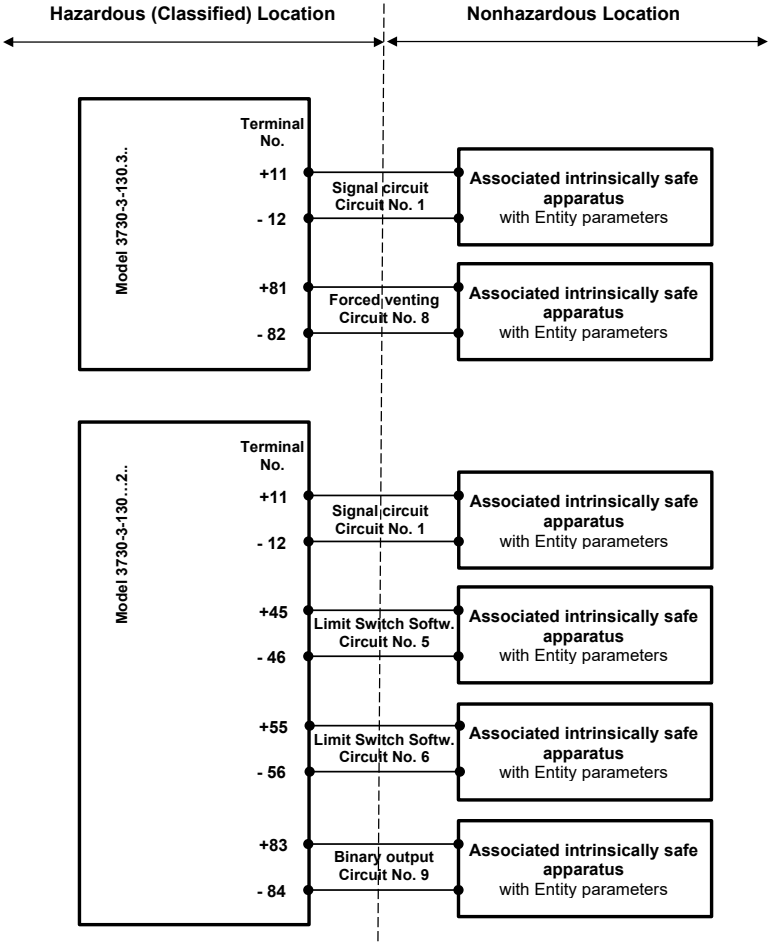 Hazardous (Classified) Location
Nonhazardous Location
Model 3730-3-130.3..
Terminal
No.
+11
- 12
+81
- 82
Signal circuit
Circuit No. 1
Associated intrinsically safe
apparatus
with Entity parameters
Forced venting
Circuit No. 8
Associated intrinsically safe
apparatus
with Entity parameters
Model 3730-3-130...2..
Terminal
No.
+11
- 12
+45
- 46
+55
- 56
+83
- 84
Signal circuit
Circuit No. 1
Associated intrinsically safe
apparatus
with Entity parameters
Limit Switch Softw.
Circuit No. 5
Associated intrinsically safe
apparatus
with Entity parameters
Limit Switch Softw.
Circuit No. 6
Associated intrinsically safe
apparatus
with Entity parameters
Binary output
Circuit No. 9
Associated intrinsically safe
apparatus
with Entity parameters